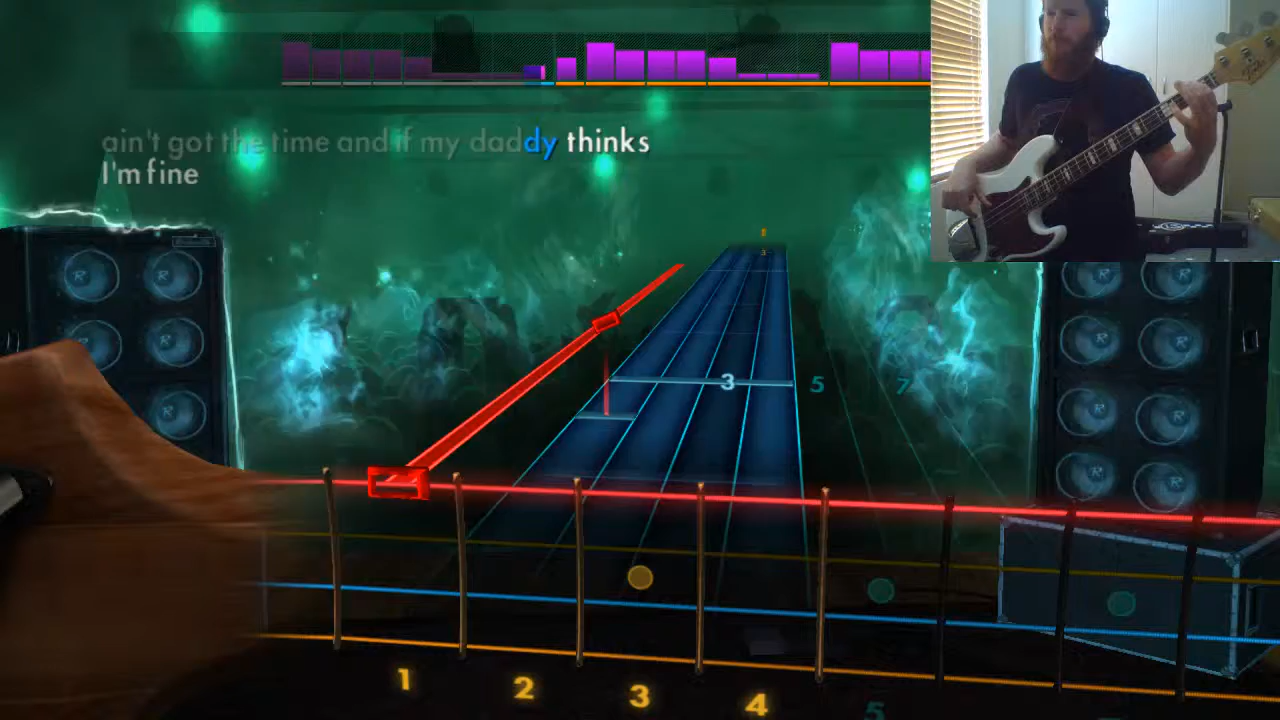 ain't got the time and if my daddy thinks
I'm fine
3 5 7
1 2 3 4 5